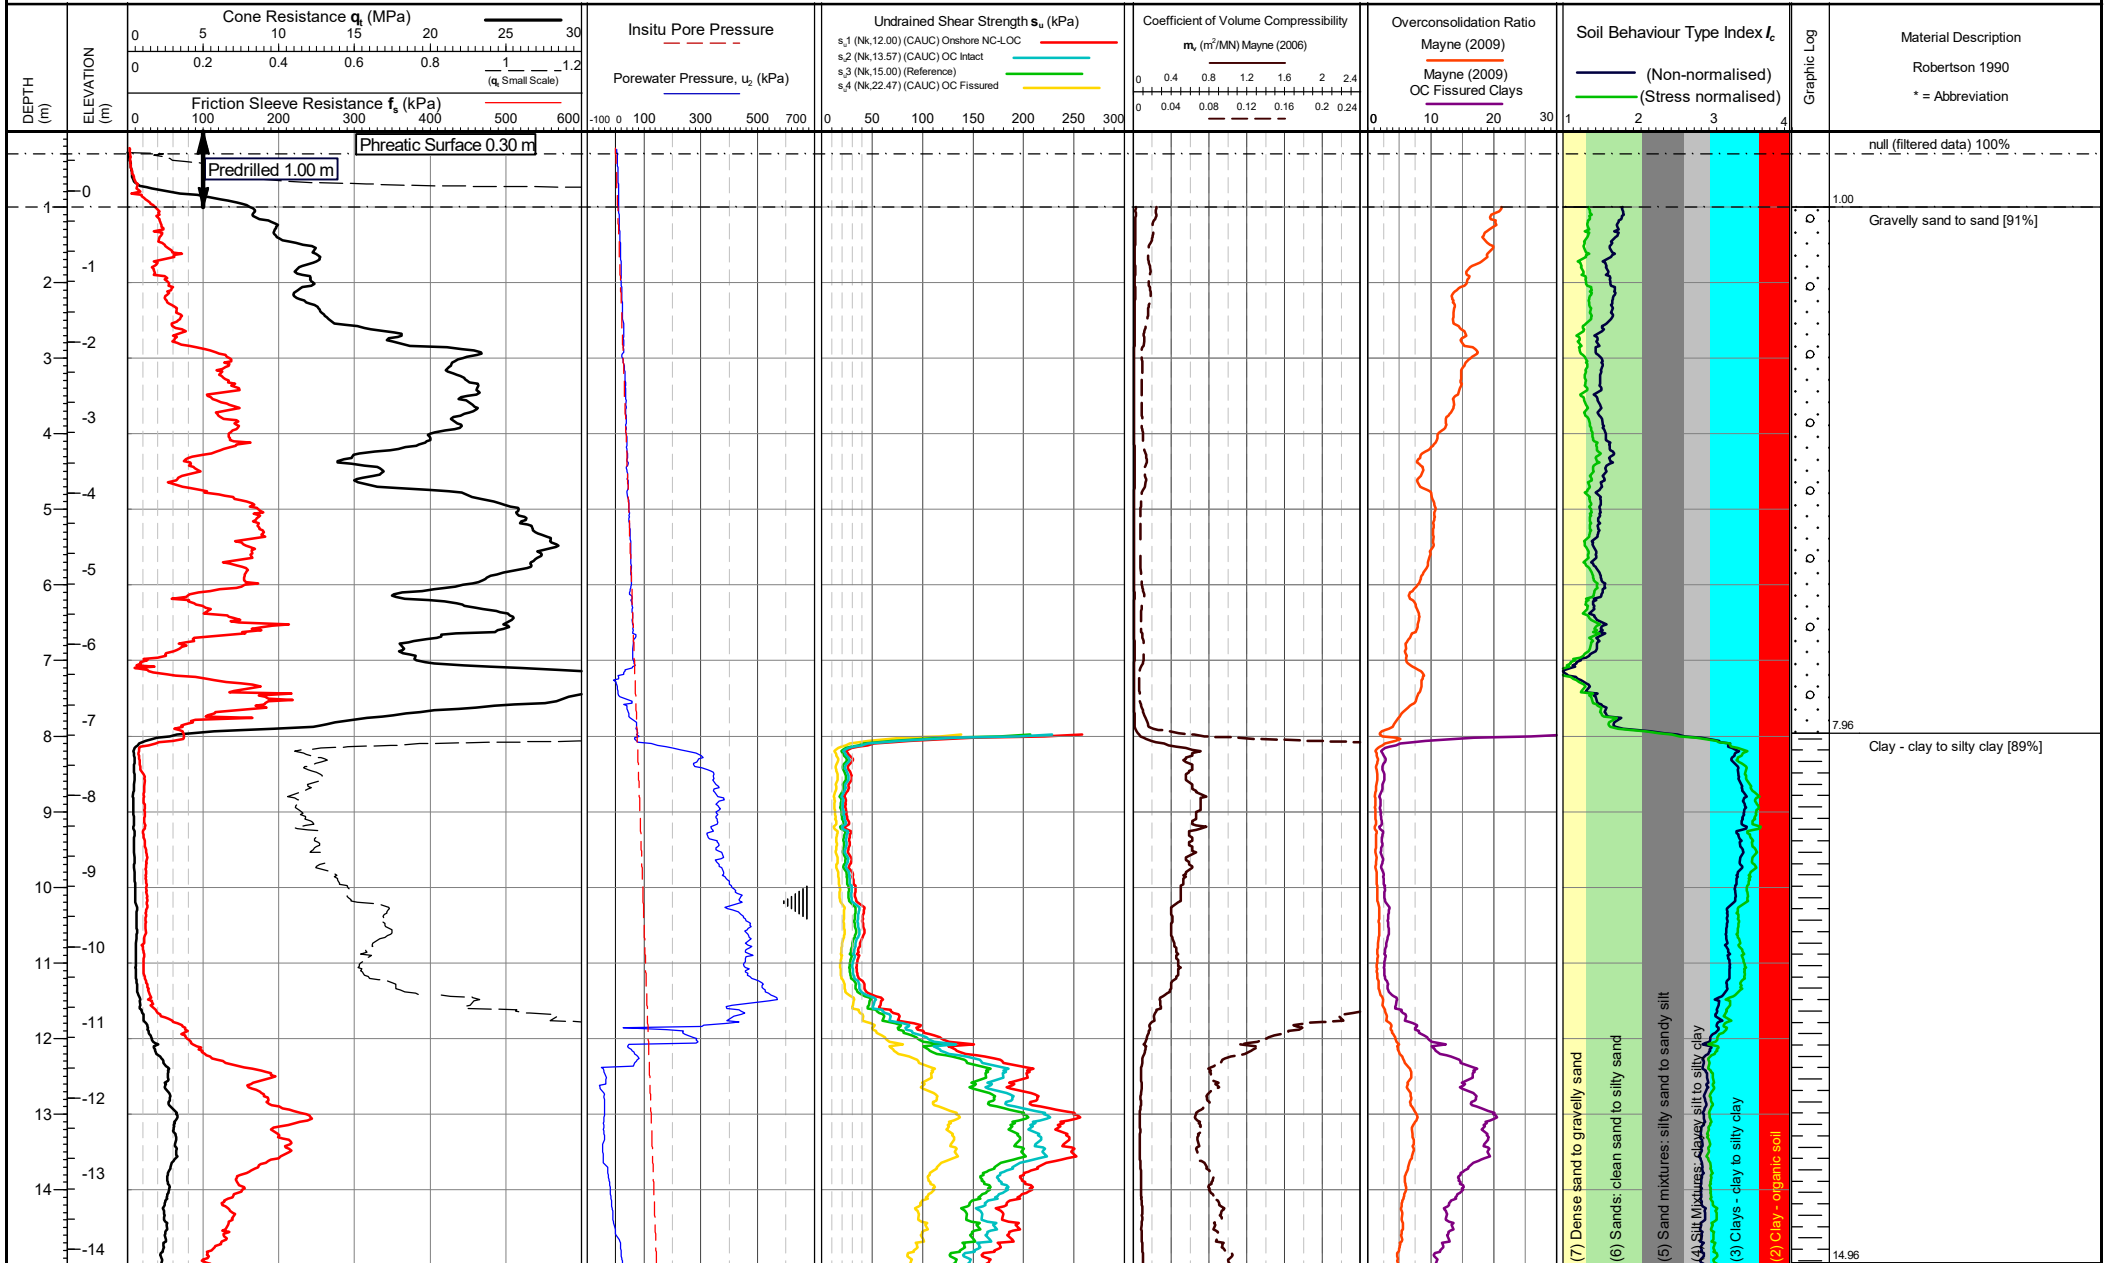 DEPTH (m)
ELEVATION (m)
Cone Resistance qt (MPa)
0 5 10 15 20 25 30
0 0.2 0.4 0.6 0.8 1 1.2
(qt Small Scale)
Friction Sleeve Resistance fs (kPa)
0 100 200 300 400 500 600
Insitu Pore Pressure
Porewater Pressure, u2 (kPa)
-100 0 100 300 500 700
Undrained Shear Strength su (kPa)
su1 (Nk,12.00) (CAUC) Onshore NC-LOC
su2 (Nk,13.57) (CAUC) OC Intact
su3 (Nk,15.00) (Reference)
su4 (Nk,22.47) (CAUC) OC Fissured
0 50 100 150 200 250 300
Coefficient of Volume Compressibility
mv (m2/MN) Mayne (2006)
0 0.4 0.8 1.2 1.6 2 2.4
0 0.04 0.08 0.12 0.16 0.2 0.24
Overconsolidation Ratio
Mayne (2009)
Mayne (2009)
OC Fissured Clays
0 10 20 30
Soil Behaviour Type Index Ic
(Non-normalised)
(Stress normalised)
1 2 3 4
Graphic Log
Material Description
Robertson 1990
* = Abbreviation
Phreatic Surface 0.30 m
Predrilled 1.00 m
null (filtered data) 100%
1.00
Gravelly sand to sand [91%]
7.96
Clay - clay to silty clay [89%]
14.96
1
2
3
4
5
6
7
8
9
10
11
12
13
14
0
-1
-2
-3
-4
-5
-6
-7
-8
-9
-10
-11
-12
-13
-14
(7) Dense sand to gravelly sand
(6) Sands: clean sand to silty sand
(5) Sand mixtures: silty sand to sandy silt
(4) Silt Mixtures: clayey silt to silty clay
(3) Clays - clay to silty clay
(2) Clay - organic soil